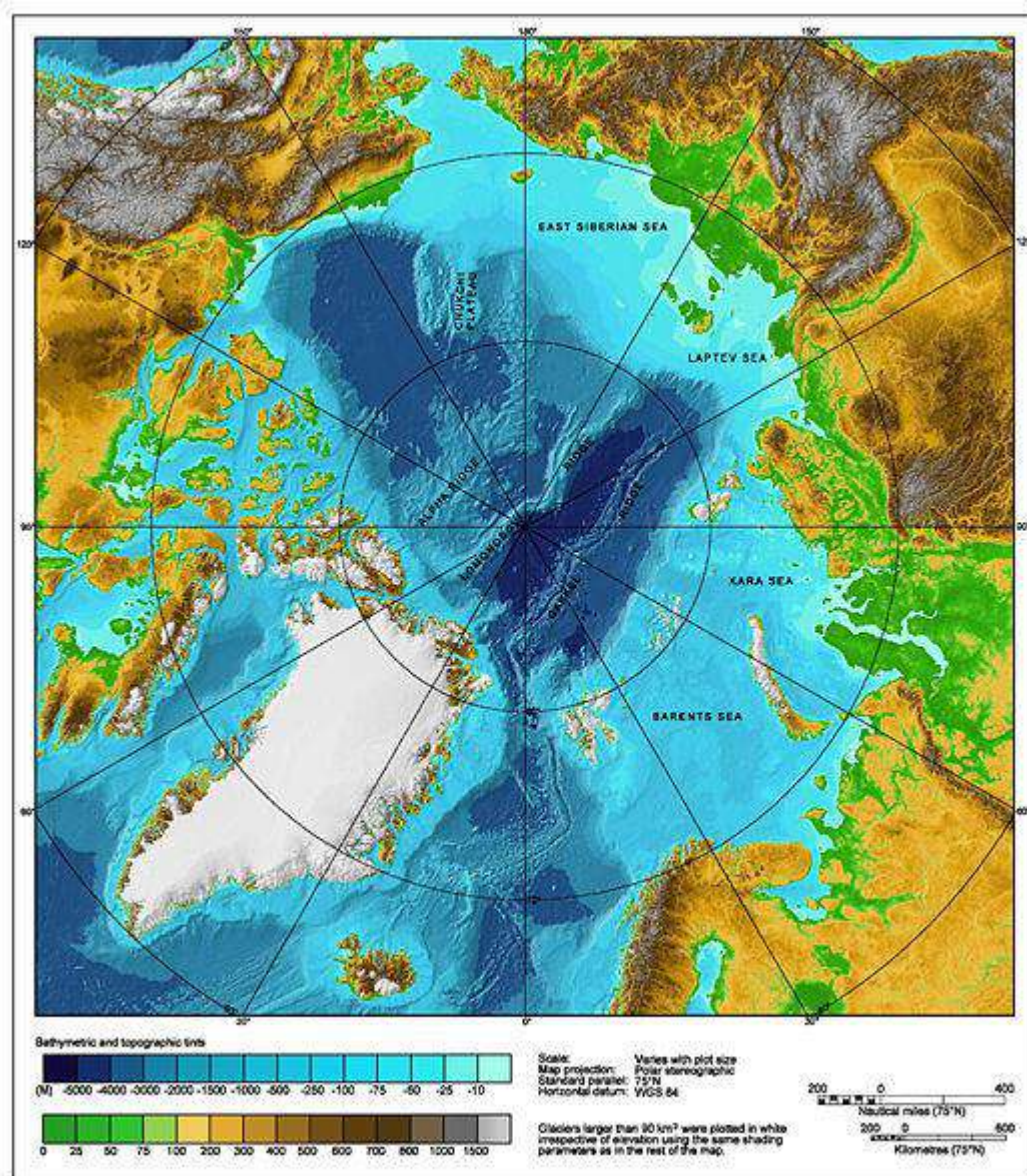 150°
180°
150°
120°
EAST SIBERIAN SEA
CHUKCHI
PLATEAU
LAPTEV SEA
ALPHA RIDGE
RIDGE
RIDGE
90°
90°
LOMONOSOV
GAKKEL
KARA SEA
BARENTS SEA
60°
30°
0°
30°
Bathymetric and topographic tints
(M) -5000 -4000 -3000 -2000 -1500 -1000 -500 -250 -100 -75 -50 -25 -10
0 25 50 75 100 200 300 400 500 600 700 800 1000 1500
Scale: Varies with plot size
Map projection: Polar stereographic
Standard parallel: 75°N
Horizontal datum: WGS 84
Glaciers larger than 90 km² were plotted in white
irrespective of elevation using the same shading
parameters as in the rest of the map.
200 0 400
Nautical miles (75°N)
200 0 600
Kilometres (75°N)